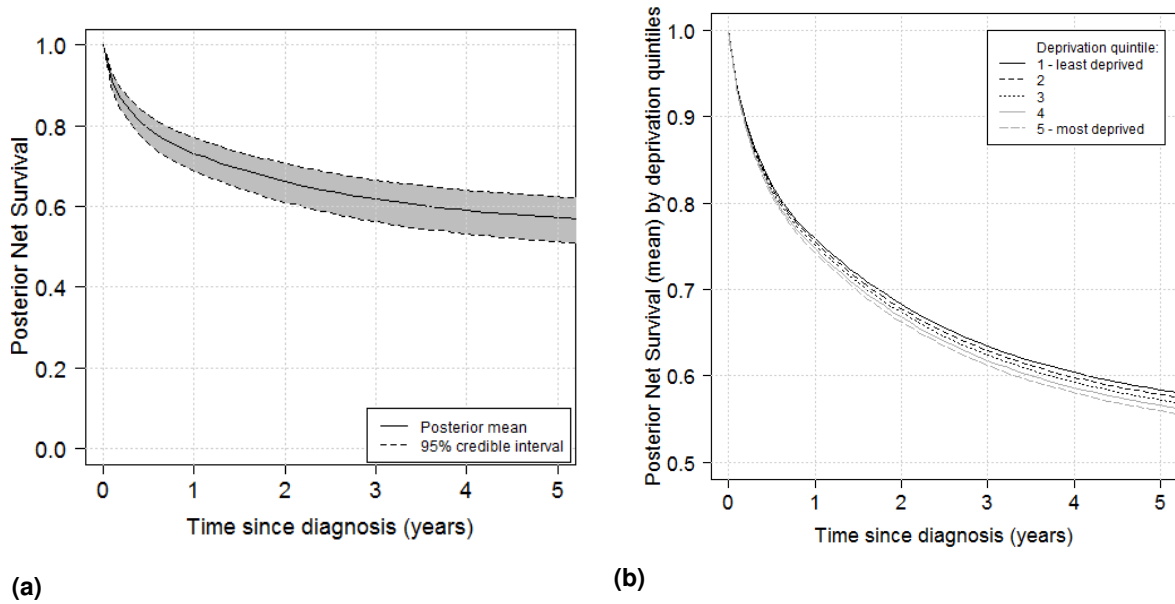 Posterior Net Survival
1.0
0.8
0.6
0.4
0.2
0.0
Posterior mean
95% credible interval
0 1 2 3 4 5
Time since diagnosis (years)
(a)
Posterior Net Survival (mean) by deprivation quintiles
1.0
0.9
0.8
0.7
0.6
0.5
Deprivation quintile:
1 - least deprived
2
3
4
5 - most deprived
0 1 2 3 4 5
Time since diagnosis (years)
(b)